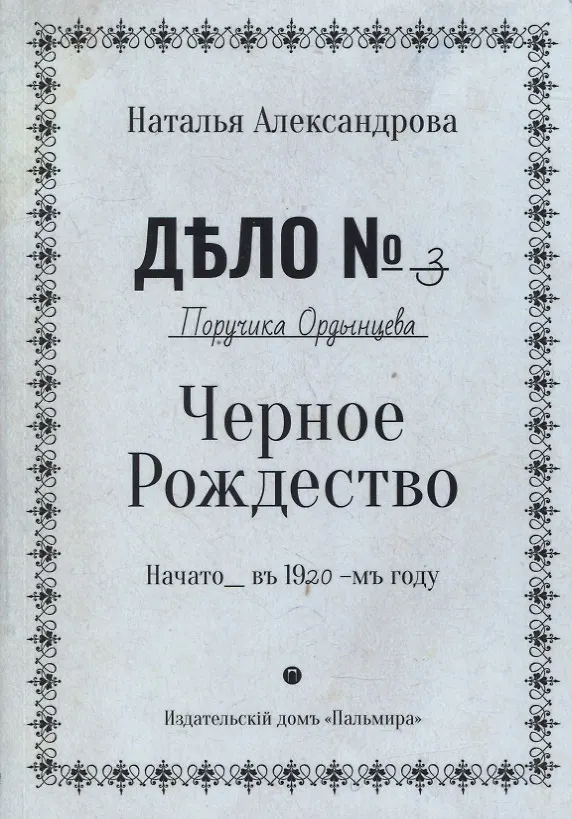 Наталья Александрова
ДѢЛО № 3
Поручика Ордынцева
Черное
Рождество
Начато_ въ 1920 -мъ году
П
Издательскій домъ «Пальмира»